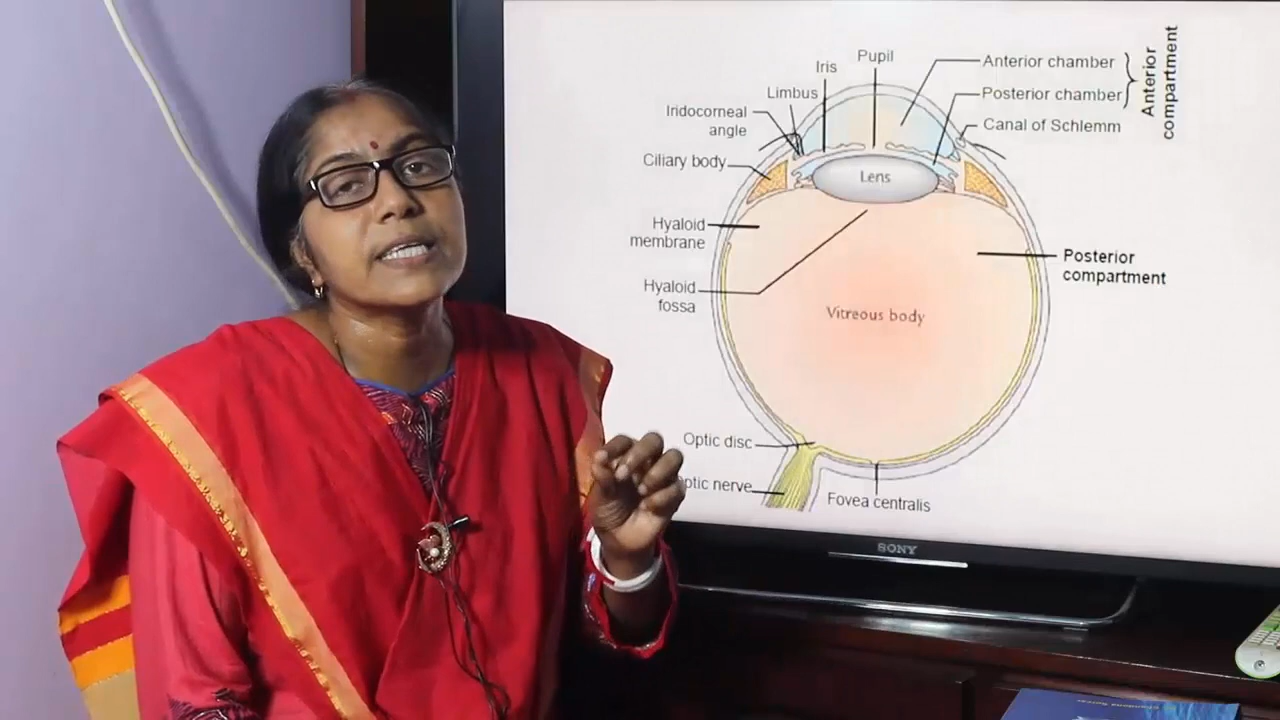 Pupil
Iris
Anterior chamber
Limbus
Posterior chamber
Anterior
compartment
Iridocorneal
angle
Canal of Schlemm
Ciliary body
Lens
Hyaloid
membrane
Posterior
compartment
Hyaloid
fossa
Vitreous body
Optic disc
ptic nerve
Fovea centralis
SONY